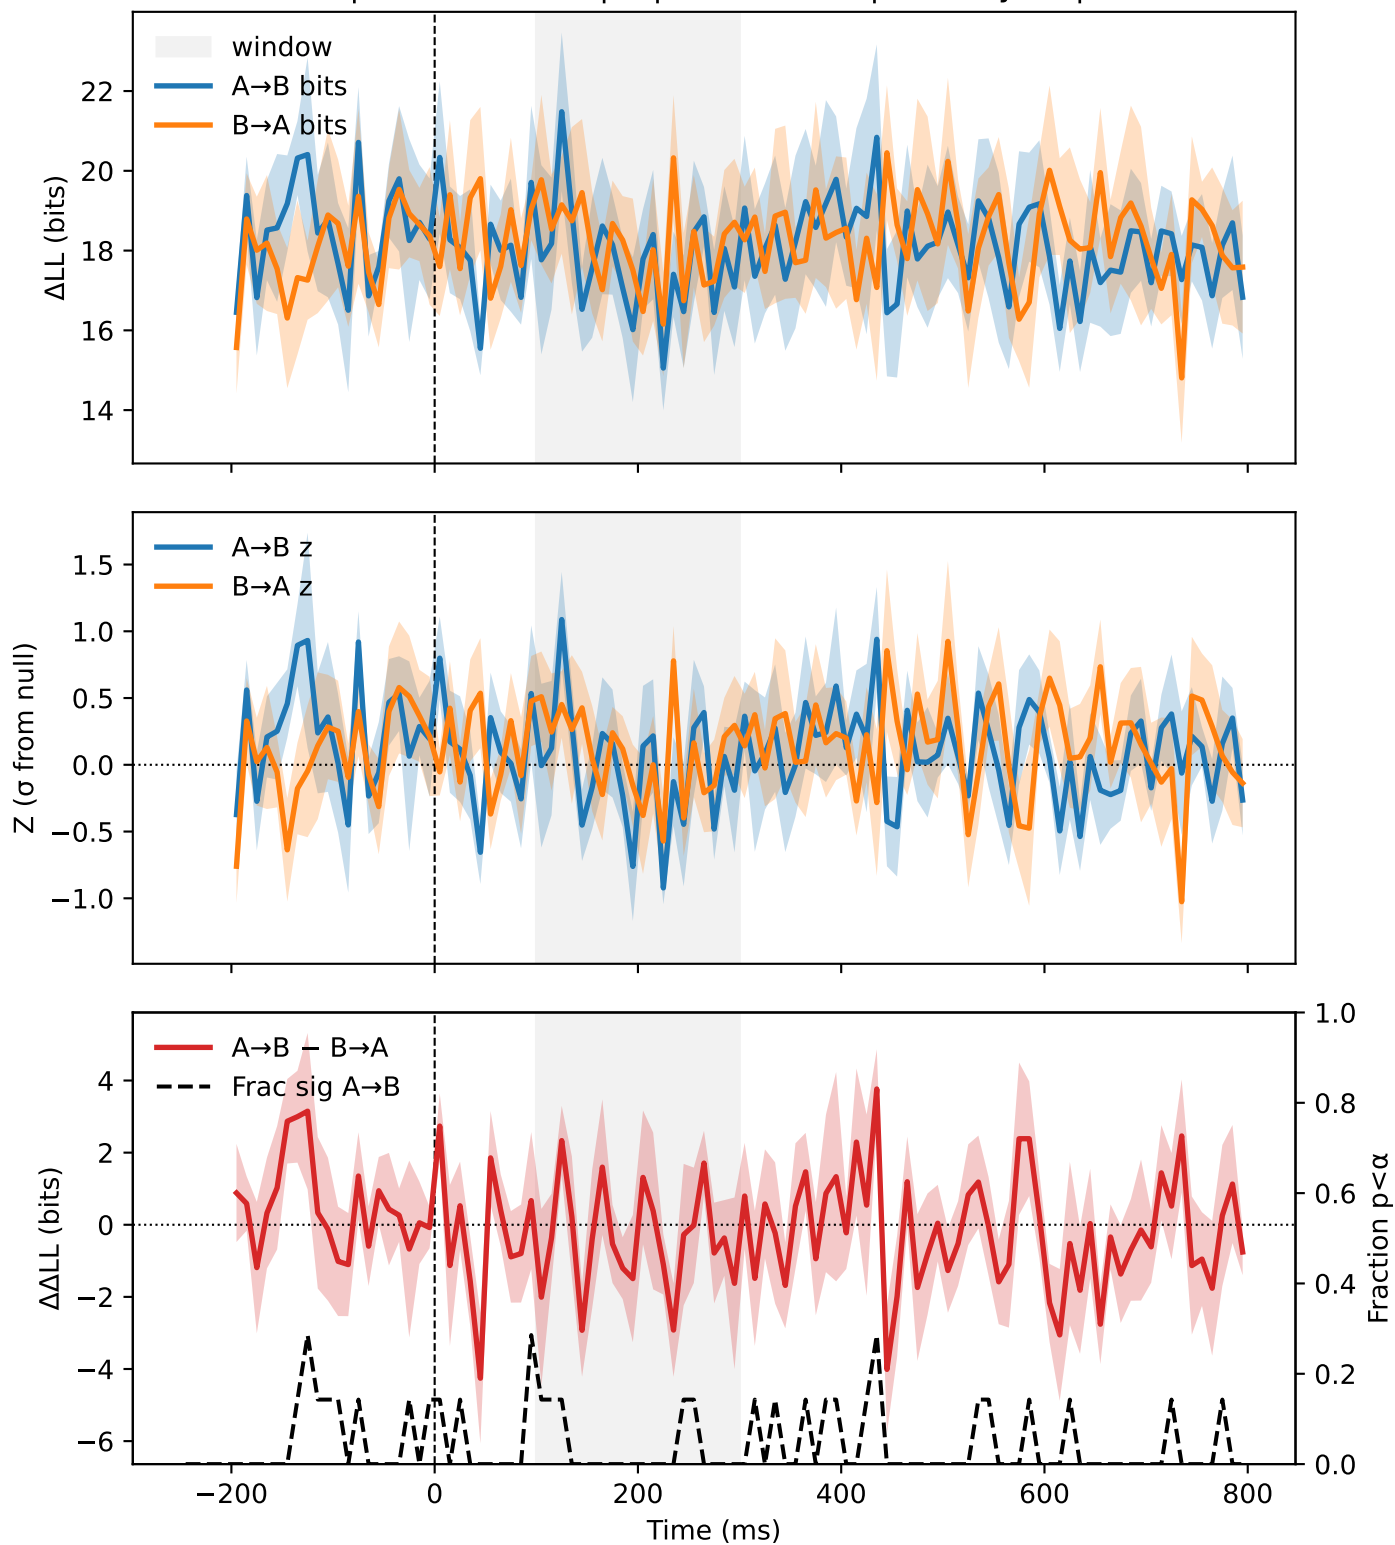 window
A→B bits
B→A bits
22
20
18
16
14
ΔLL (bits)
A→B z
B→A z
1.5
1.0
0.5
0.0
−0.5
−1.0
Z (σ from null)
A→B − B→A
Frac sig A→B
4
2
0
−2
−4
−6
ΔΔLL (bits)
1.0
0.8
0.6
0.4
0.2
0.0
Fraction p<α
−200 0 200 400 600 800
Time (ms)